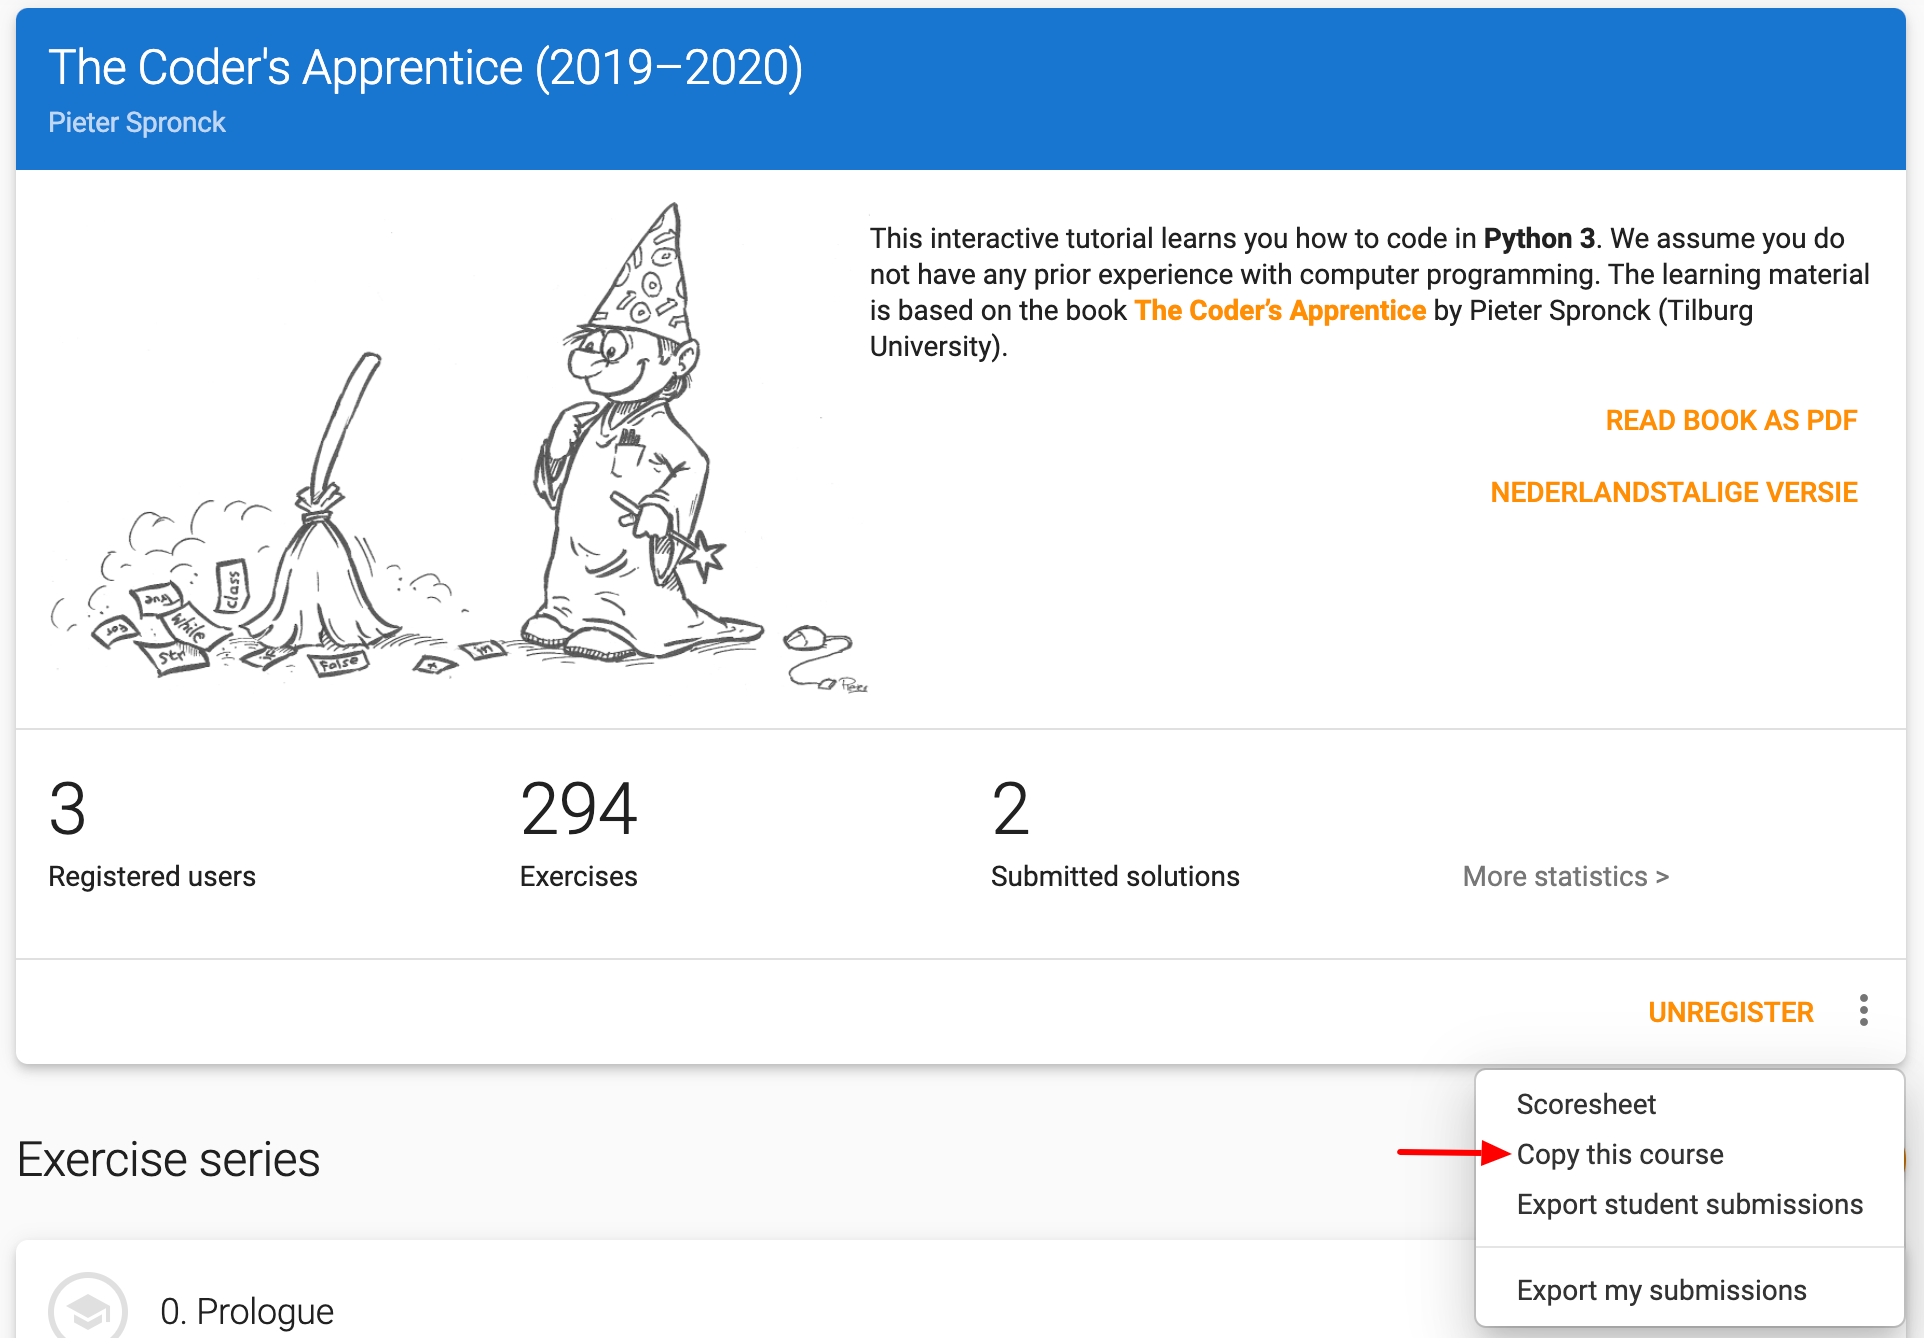 The Coder's Apprentice (2019–2020)
Pieter Spronck
This interactive tutorial learns you how to code in Python 3. We assume you do
not have any prior experience with computer programming. The learning material
is based on the book The Coder’s Apprentice by Pieter Spronck (Tilburg
University).
READ BOOK AS PDF
NEDERLANDSTALIGE VERSIE
class
True
for
while
str
False
3
294
2
Registered users
Exercises
Submitted solutions
More statistics >
UNREGISTER
Scoresheet
Copy this course
Export student submissions
Export my submissions
Exercise series
0. Prologue